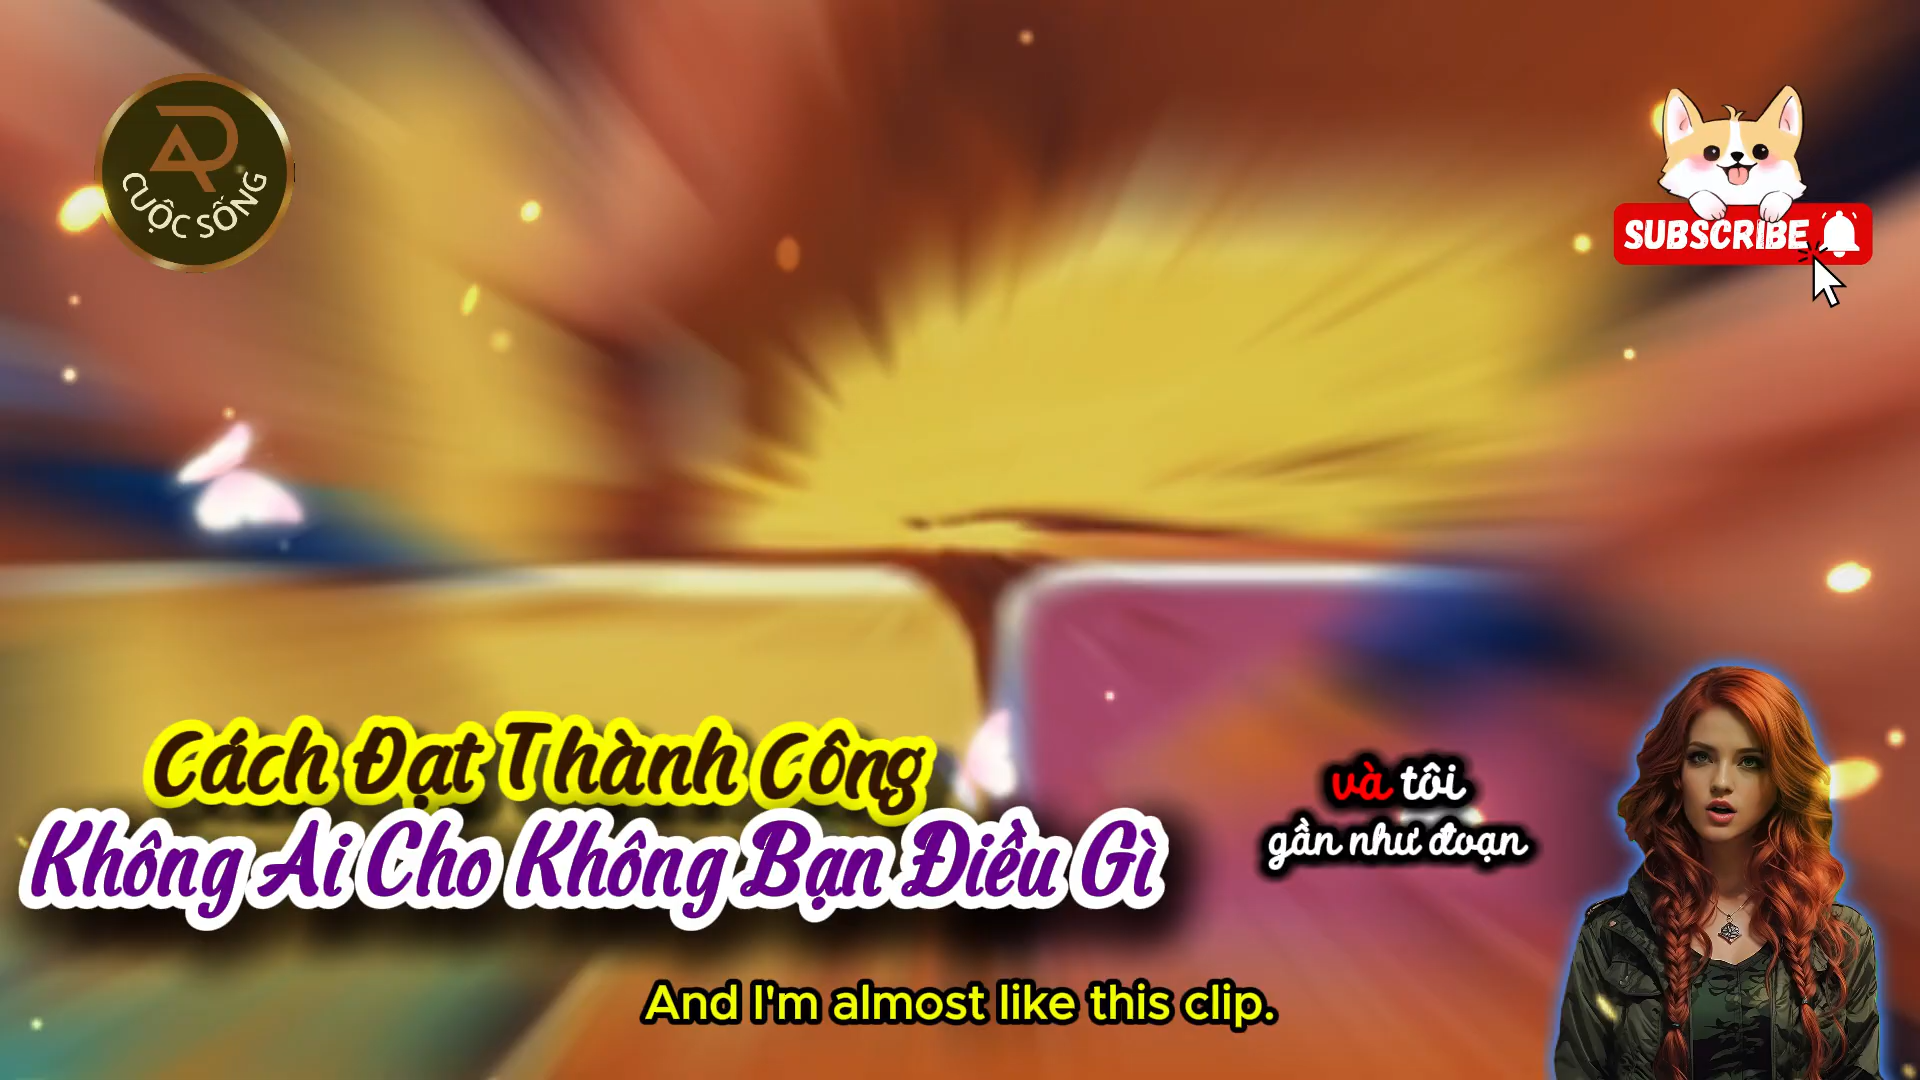 CUỘC SỐNG
SUBSCRIBE
Cách Đạt Thành Công
Không Ai Cho Không Bạn Điều Gì
và tôi
gần như đoạn
And I'm almost like this clip.